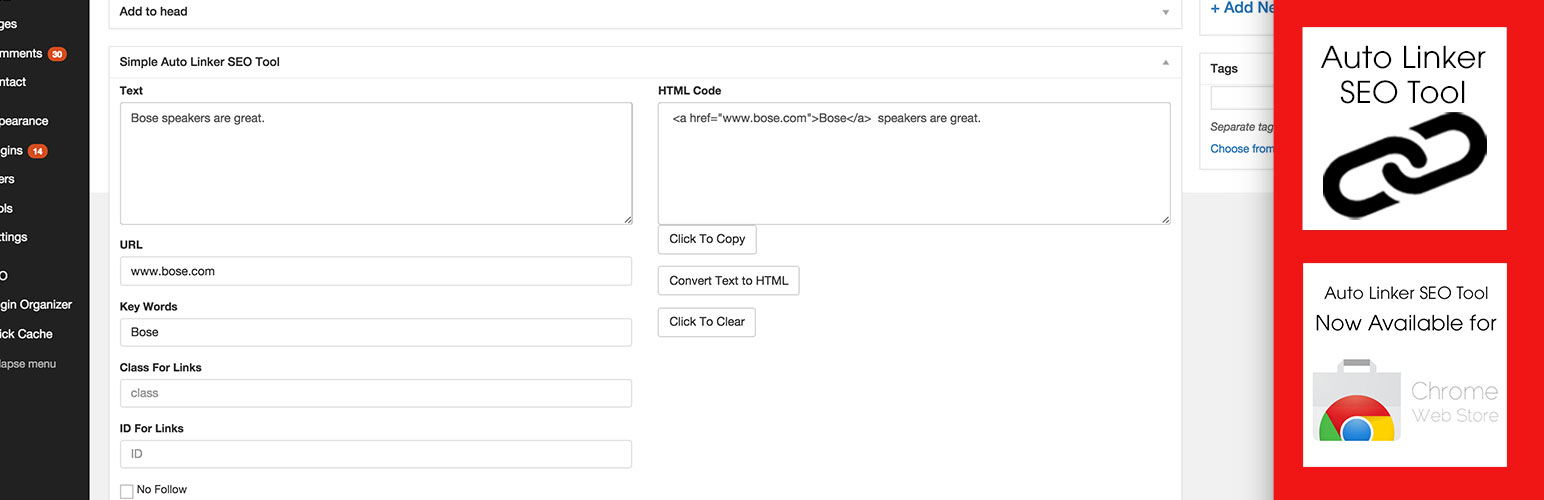 ges
mments 30
ntact
pearance
gins 14
ers
ols
ttings
O
gin Organizer
ick Cache
lapse menu
Add to head
Simple Auto Linker SEO Tool
Text
Bose speakers are great.
URL
www.bose.com
Key Words
Bose
Class For Links
class
ID For Links
ID
No Follow
HTML Code
<a href="www.bose.com">Bose</a>  speakers are great.
Click To Copy
Convert Text to HTML
Click To Clear
+ Add Ne
Tags
Separate tag
Choose from
Auto Linker
SEO Tool
Auto Linker SEO Tool
Now Available for
Chrome
Web Store